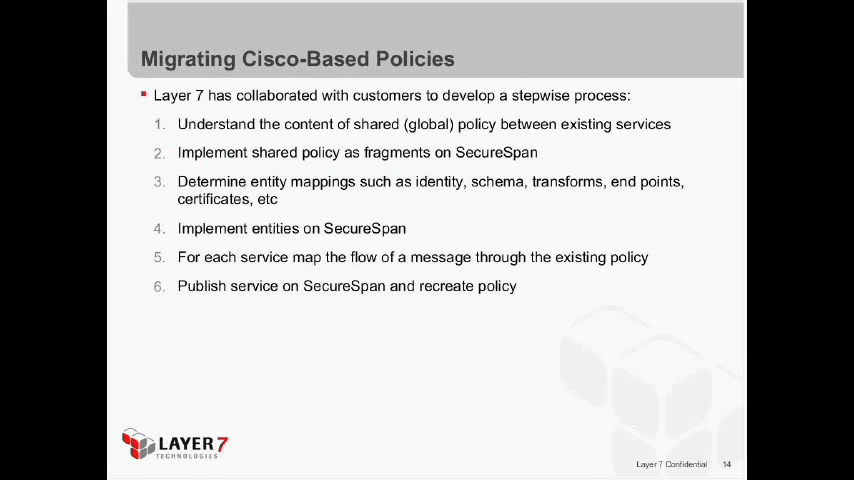 Migrating Cisco-Based Policies
▪ Layer 7 has collaborated with customers to develop a stepwise process:
1. Understand the content of shared (global) policy between existing services
2. Implement shared policy as fragments on SecureSpan
3. Determine entity mappings such as identity, schema, transforms, end points,
certificates, etc
4. Implement entities on SecureSpan
5. For each service map the flow of a message through the existing policy
6. Publish service on SecureSpan and recreate policy
LAYER 7
TECHNOLOGIES
Layer 7 Confidential 14